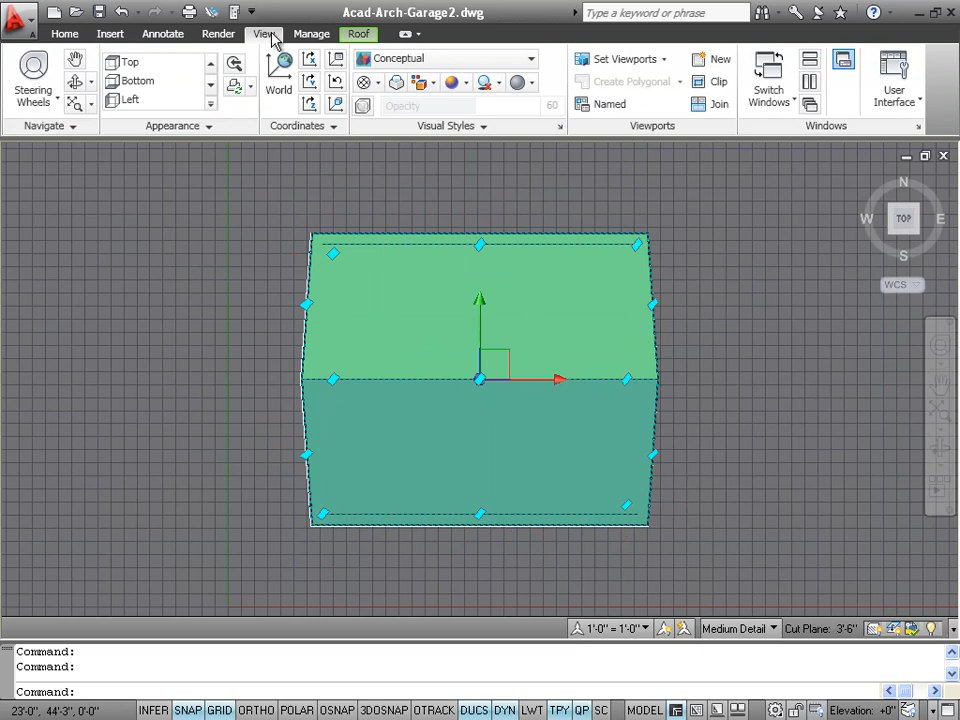 Acad-Arch-Garage2.dwg
Type a keyword or phrase
Home Insert Annotate Render View Manage Roof
Steering
Wheels
Top
Bottom
Left
World
Conceptual
Opacity 60
Set Viewports
Create Polygonal
Named
New
Clip
Join
Switch
Windows
User
Interface
Navigate Appearance Coordinates Visual Styles Viewports Windows
N
W TOP E
S
WCS
1'-0" = 1'-0" Medium Detail Cut Plane: 3'-6"
Command:
Command:
Command:
23'-0", 44'-3", 0'-0" INFER SNAP GRID ORTHO POLAR OSNAP 3DOSNAP OTRACK DUCS DYN LWT TPY QP SC MODEL Elevation: +0"